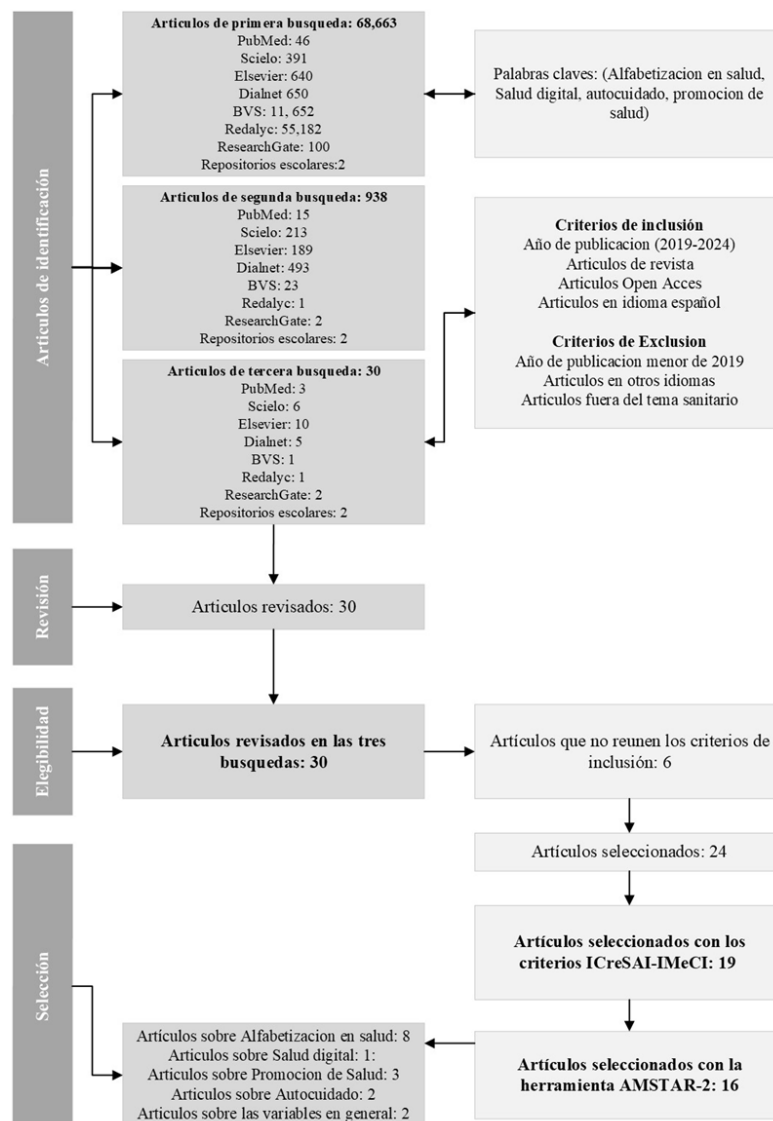 Artículos de identificación
Articulos de primera busqueda: 68,663
PubMed: 46
Scielo: 391
Elsevier: 640
Dialnet 650
BVS: 11, 652
Redalyc: 55,182
ResearchGate: 100
Repositorios escolares:2
Palabras claves: (Alfabetizacion en salud,
Salud digital, autocuidado, promocion de
salud)
Articulos de segunda busqueda: 938
PubMed: 15
Scielo: 213
Elsevier: 189
Dialnet: 493
BVS: 23
Redalyc: 1
ResearchGate: 2
Repositorios escolares: 2
Criterios de inclusión
Año de publicacion (2019-2024)
Articulos de revista
Articulos Open Acces
Articulos en idioma español
Criterios de Exclusion
Año de publicacion menor de 2019
Articulos en otros idiomas
Articulos fuera del tema sanitario
Articulos de tercera busqueda: 30
PubMed: 3
Scielo: 6
Elsevier: 10
Dialnet: 5
BVS: 1
Redalyc: 1
ResearchGate: 2
Repositorios escolares: 2
Revisión
Articulos revisados: 30
Elegibilidad
Articulos revisados en las tres
busquedas: 30
Artículos que no reunen los criterios de
inclusión: 6
Artículos seleccionados: 24
Selección
Artículos seleccionados con los
criterios ICreSAI-IMeCI: 19
Artículos seleccionados con la
herramienta AMSTAR-2: 16
Artículos sobre Alfabetizacion en salud: 8
Articulos sobre Salud digital: 1:
Articulos sobre Promocion de Salud: 3
Articulos sobre Autocuidado: 2
Articulos sobre las variables en general: 2